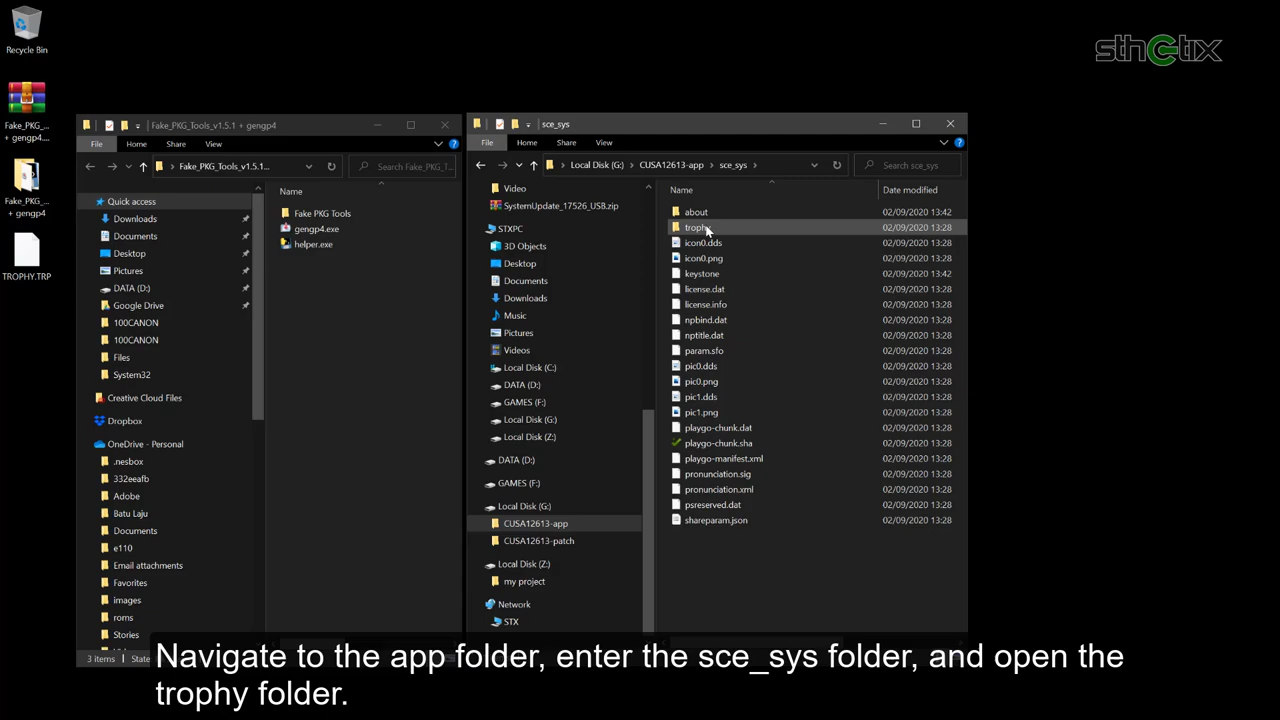 Recycle Bin
Fake_PKG_...
+ gengp4....
Fake_PKG_...
+ gengp4
TROPHY.TRP
sthetix
Fake_PKG_Tools_v1.5.1 + gengp4
File Home Share View
Fake_PKG_Tools_v1.5.1...
Search Fake_PKG_T...
Quick access
Downloads
Documents
Desktop
Pictures
DATA (D:)
Google Drive
100CANON
100CANON
Files
System32
Creative Cloud Files
Dropbox
OneDrive - Personal
.nesbox
332eeafb
Adobe
Batu Laju
Documents
e110
Email attachments
Favorites
images
roms
Stories
3 items State
Name
Fake PKG Tools
gengp4.exe
helper.exe
sce_sys
File Home Share View
Local Disk (G:) > CUSA12613-app > sce_sys >
Search sce_sys
Video
SystemUpdate_17526_USB.zip
STXPC
3D Objects
Desktop
Documents
Downloads
Music
Pictures
Videos
Local Disk (C:)
DATA (D:)
GAMES (F:)
Local Disk (G:)
Local Disk (Z:)
DATA (D:)
GAMES (F:)
Local Disk (G:)
CUSA12613-app
CUSA12613-patch
Local Disk (Z:)
my project
Network
STX
Name Date modified
about 02/09/2020 13:42
trophy 02/09/2020 13:28
icon0.dds 02/09/2020 13:28
icon0.png 02/09/2020 13:28
keystone 02/09/2020 13:42
license.dat 02/09/2020 13:28
license.info 02/09/2020 13:28
npbind.dat 02/09/2020 13:28
nptitle.dat 02/09/2020 13:28
param.sfo 02/09/2020 13:28
pic0.dds 02/09/2020 13:28
pic0.png 02/09/2020 13:28
pic1.dds 02/09/2020 13:28
pic1.png 02/09/2020 13:28
playgo-chunk.dat 02/09/2020 13:28
playgo-chunk.sha 02/09/2020 13:28
playgo-manifest.xml 02/09/2020 13:28
pronunciation.sig 02/09/2020 13:28
pronunciation.xml 02/09/2020 13:28
psreserved.dat 02/09/2020 13:28
shareparam.json 02/09/2020 13:28
Navigate to the app folder, enter the sce_sys folder, and open the
trophy folder.